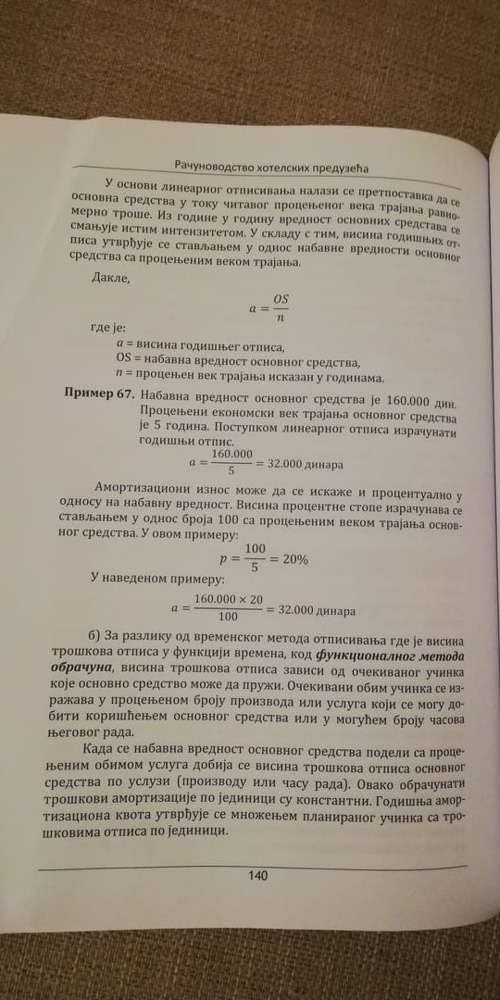 Рачуноводство хотелских предузећа
У основи линеарног отписивања налази се претпоставка да се
основна средства у току читавог процењеног века трајања равно-
мерно троше. Из године у годину вредност основних средстава се
смањује истим интензитетом. У складу с тим, висина годишњих от-
писа утврђује се стављањем у однос набавне вредности основног
средства са процењеним веком трајања.
Дакле,
a = OS / n
где је:
a = висина годишњег отписа,
OS = набавна вредност основног средства,
n = процењен век трајања исказан у годинама.
Пример 67. Набавна вредност основног средства је 160.000 дин.
Процењени економски век трајања основног средства
је 5 година. Поступком линеарног отписа израчунати
годишњи отпис.
a = 160.000 / 5 = 32.000 динара
Амортизациони износ може да се искаже и процентуално у
односу на набавну вредност. Висина процентне стопе израчунава се
стављањем у однос броја 100 са процењеним веком трајања основ-
ног средства. У овом примеру:
p = 100 / 5 = 20%
У наведеном примеру:
a = 160.000 × 20 / 100 = 32.000 динара
б) За разлику од временског метода отписивања где је висина
трошкова отписа у функцији времена, код функционалног метода
обрачуна, висина трошкова отписа зависи од очекиваног учинка
које основно средство може да пружи. Очекивани обим учинка се из-
ражава у процењеном броју производа или услуга који се могу до-
бити коришћењем основног средства или у могућем броју часова
његовог рада.
Када се набавна вредност основног средства подели са проце-
њеним обимом услуга добија се висина трошкова отписа основног
средства по услузи (производу или часу рада). Овако обрачунати
трошкови амортизације по јединици су константни. Годишња амор-
тизациона квота утврђује се множењем планираног учинка са тро-
шковима отписа по јединици.
140